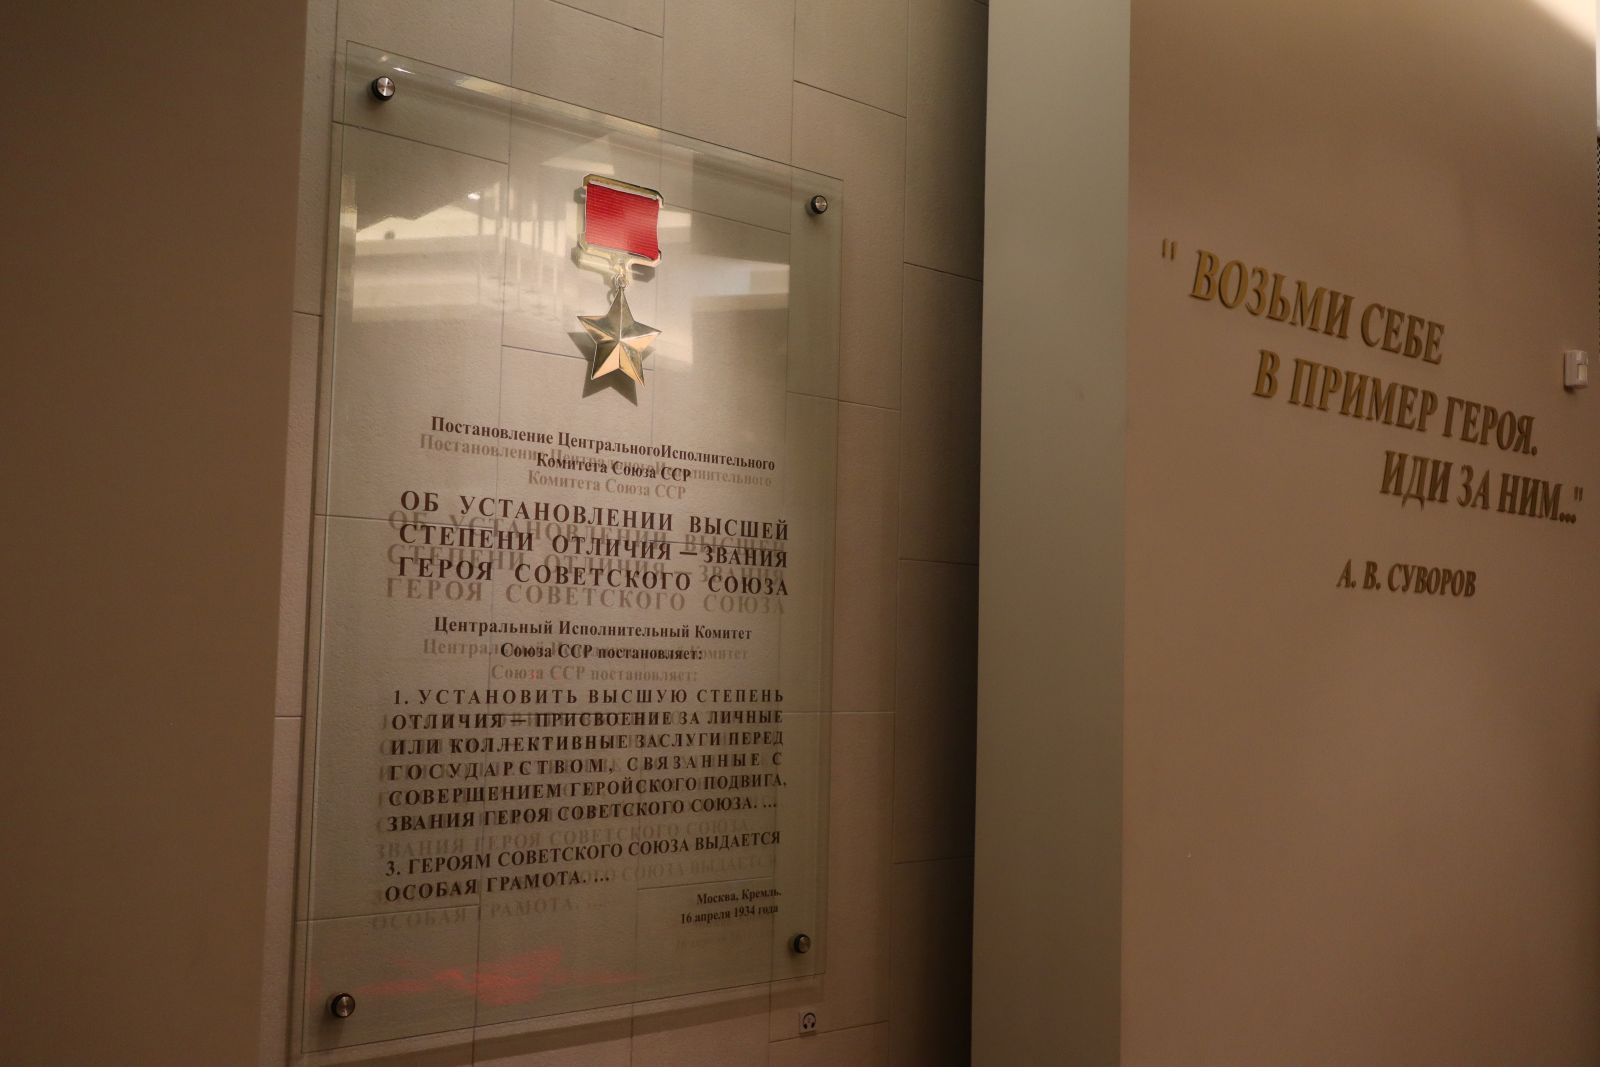 Постановление ЦентральногоИсполнительного
Комитета Союза ССР
ОБ УСТАНОВЛЕНИИ ВЫСШЕЙ
СТЕПЕНИ ОТЛИЧИЯ — ЗВАНИЯ
ГЕРОЯ СОВЕТСКОГО СОЮЗА
Центральный Исполнительный Комитет
Союза ССР постановляет:
1. УСТАНОВИТЬ ВЫСШУЮ СТЕПЕНЬ
ОТЛИЧИЯ — ПРИСВОЕНИЕ ЗА ЛИЧНЫЕ
ИЛИ КОЛЛЕКТИВНЫЕ ЗАСЛУГИ ПЕРЕД
ГОСУДАРСТВОМ, СВЯЗАННЫЕ С
СОВЕРШЕНИЕМ ГЕРОЙСКОГО ПОДВИГА,
ЗВАНИЯ ГЕРОЯ СОВЕТСКОГО СОЮЗА. ...
3. ГЕРОЯМ СОВЕТСКОГО СОЮЗА ВЫДАЕТСЯ
ОСОБАЯ ГРАМОТА. ...
Москва, Кремль.
16 апреля 1934 года
" ВОЗЬМИ СЕБЕ
В ПРИМЕР ГЕРОЯ.
ИДИ ЗА НИМ..."
А. В. СУВОРОВ